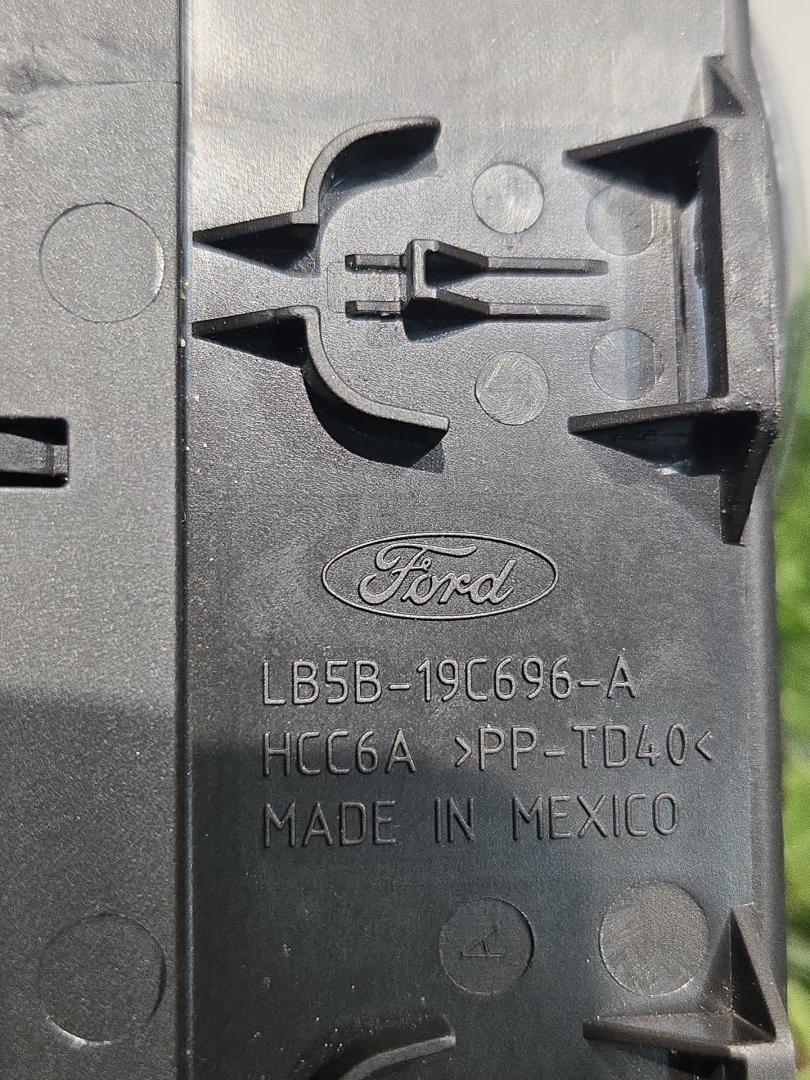 Ford
LB5B-19C696-A
HCC6A >PP-TD40<
MADE IN MEXICO